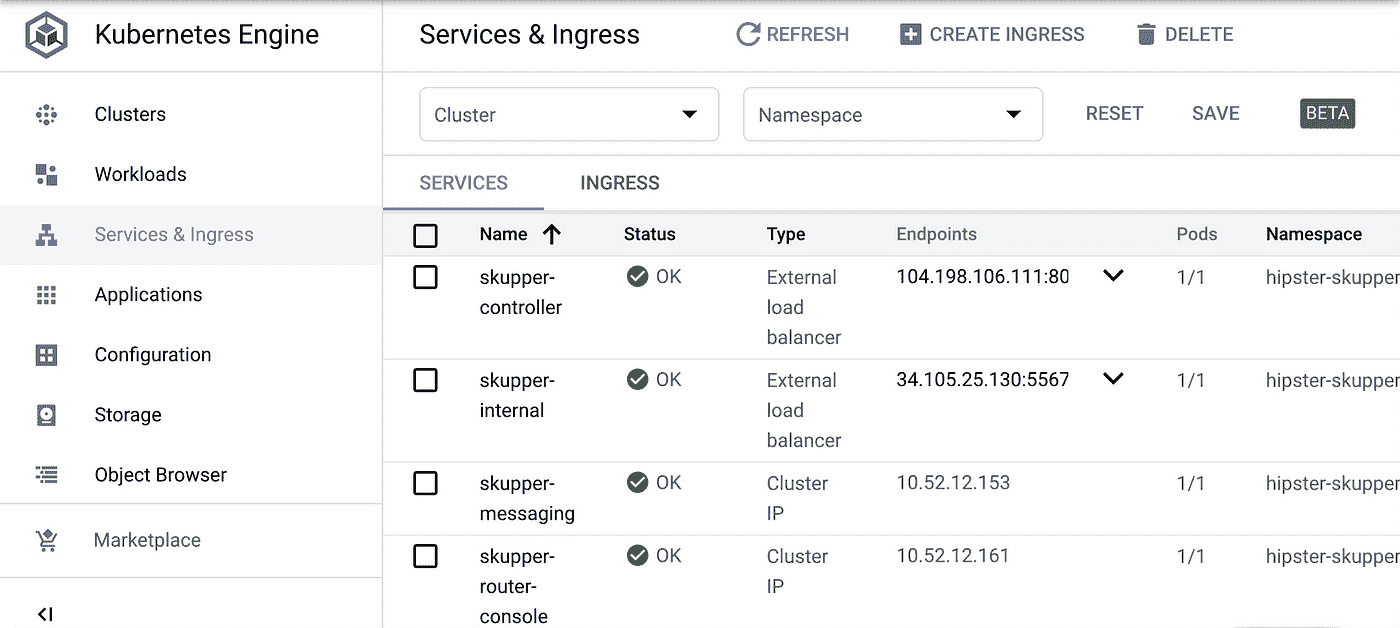 Kubernetes Engine
Services & Ingress
REFRESH
CREATE INGRESS
DELETE
Clusters
Workloads
Services & Ingress
Applications
Configuration
Storage
Object Browser
Marketplace
Cluster
Namespace
RESET
SAVE
BETA
SERVICES
INGRESS
Name Status Type Endpoints Pods Namespace
skupper- OK External 104.198.106.111:80 1/1 hipster-skupper
controller load
balancer
skupper- OK External 34.105.25.130:5567 1/1 hipster-skupper
internal load
balancer
skupper- OK Cluster 10.52.12.153 1/1 hipster-skupper
messaging IP
skupper- OK Cluster 10.52.12.161 1/1 hipster-skupper
router- IP
console